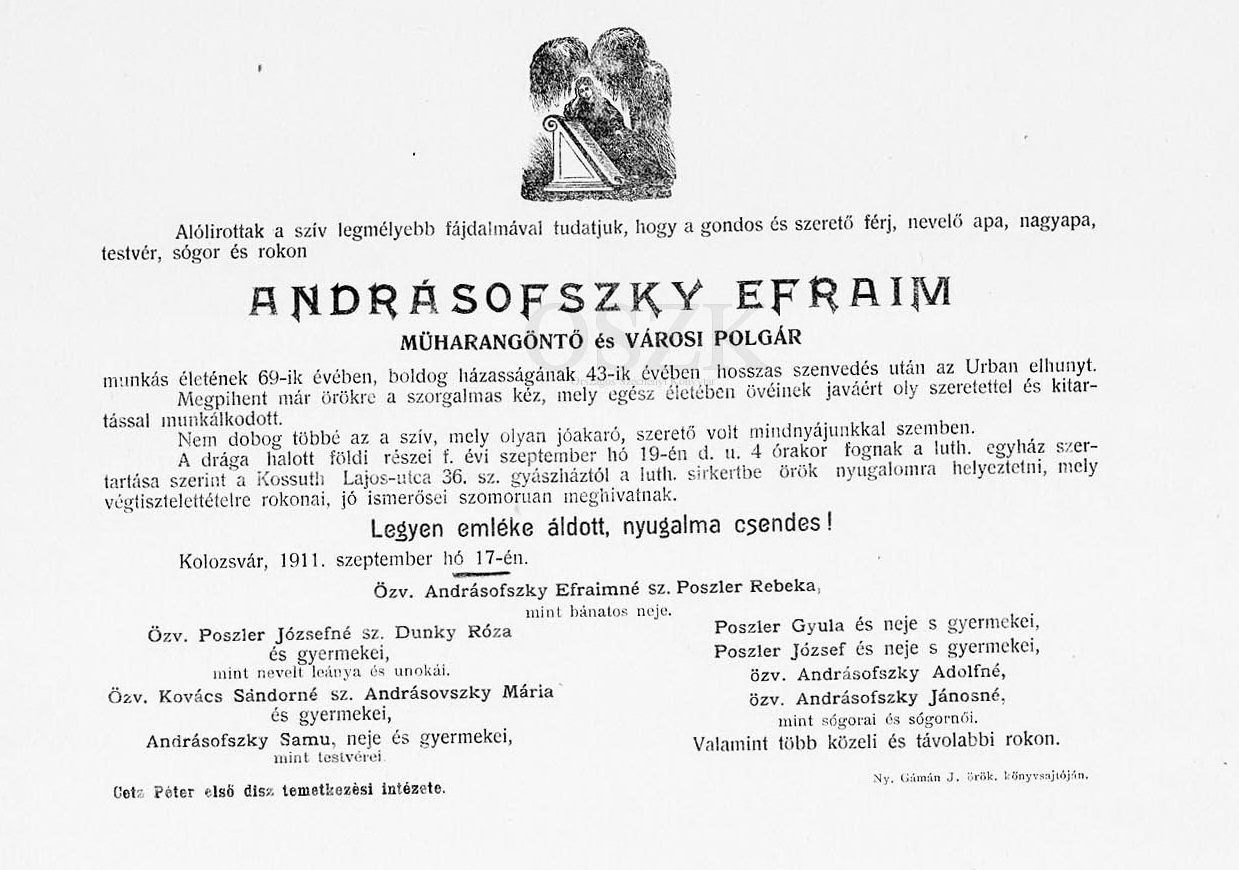 Alólirottak a szív legmélyebb fájdalmával tudatjuk, hogy a gondos és szerető férj, nevelő apa, nagyapa,
testvér, sógor és rokon
ANDRÁSOFSZKY EFRAIM
MÜHARANGÖNTŐ és VÁROSI POLGÁR
munkás életének 69-ik évében, boldog házasságának 43-ik évében hosszas szenvedés után az Urban elhunyt.
Megpihent már örökre a szorgalmas kéz, mely egész életében övéinek javáért oly szeretettel és kitar-
tással munkálkodott.
Nem dobog többé az a szív, mely olyan jóakaró, szerető volt mindnyájunkkal szemben.
A drága halott földi részei f. évi szeptember hó 19-én d. u. 4 órakor fognak a luth. egyház szer-
tartása szerint a Kossuth Lajos-utca 36. sz. gyászháztól a luth. sirkertbe örök nyugalomra helyeztetni, mely
végtisztelettételre rokonai, jó ismerősei szomoruan meghivatnak.
Legyen emléke áldott, nyugalma csendes!
Kolozsvár, 1911. szeptember hó 17-én.
Özv. Andrásofszky Efraimné sz. Poszler Rebeka,
mint bánatos neje.
Özv. Poszler Józsefné sz. Dunky Róza
és gyermekei,
mint nevelt leánya és unokái.
Özv. Kovács Sándorné sz. Andrásovszky Mária
és gyermekei,
Andrásofszky Samu, neje és gyermekei,
mint testvérei.
Poszler Gyula és neje s gyermekei,
Poszler József és neje s gyermekei,
özv. Andrásofszky Adolfné,
özv. Andrásofszky Jánosné,
mint sógorai és sógornői.
Valamint több közeli és távolabbi rokon.
Getz Péter első disz temetkezési intézete.
Ny. Gámán J. örök. könyvsajtóján.
OSZK